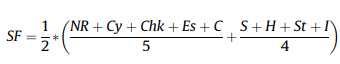 SF = 1/2 * ( (NR + Cy + Chk + Es + C)/5 + (S + H + St + I)/4 )